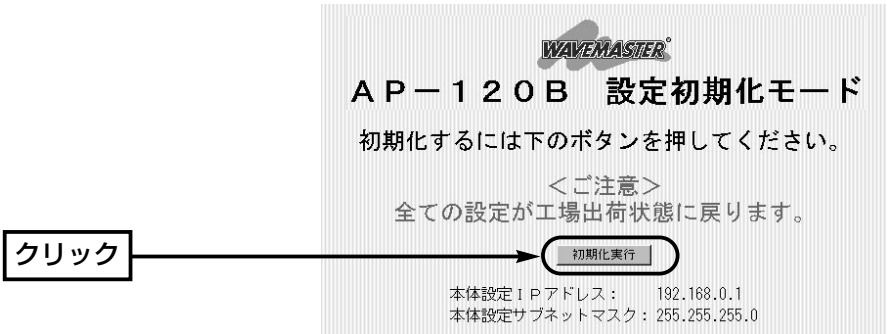 WAVEMASTER®
ＡＰ－１２０Ｂ　設定初期化モード
初期化するには下のボタンを押してください。
＜ご注意＞
全ての設定が工場出荷状態に戻ります。
クリック
初期化実行
本体設定ＩＰアドレス： 192.168.0.1
本体設定サブネットマスク：255.255.255.0